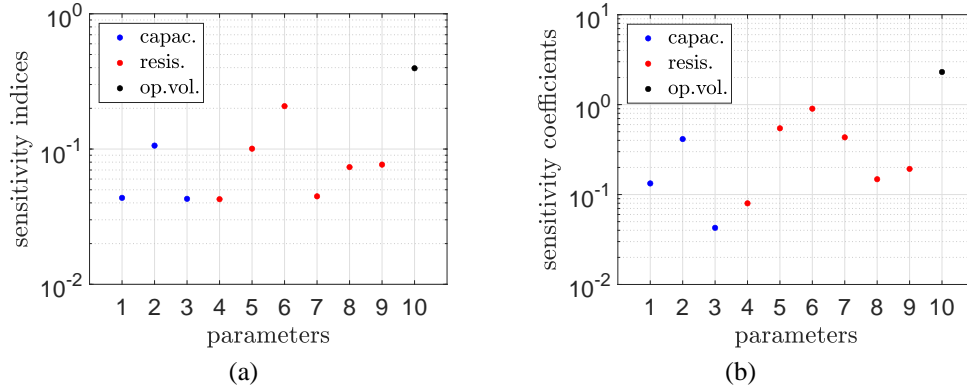 10^0
capac.
resis.
op.vol.
10^-1
10^-2
sensitivity indices
1 2 3 4 5 6 7 8 9 10
parameters
(a)
10^1
capac.
resis.
op.vol.
10^0
10^-1
10^-2
sensitivity coefficients
1 2 3 4 5 6 7 8 9 10
parameters
(b)